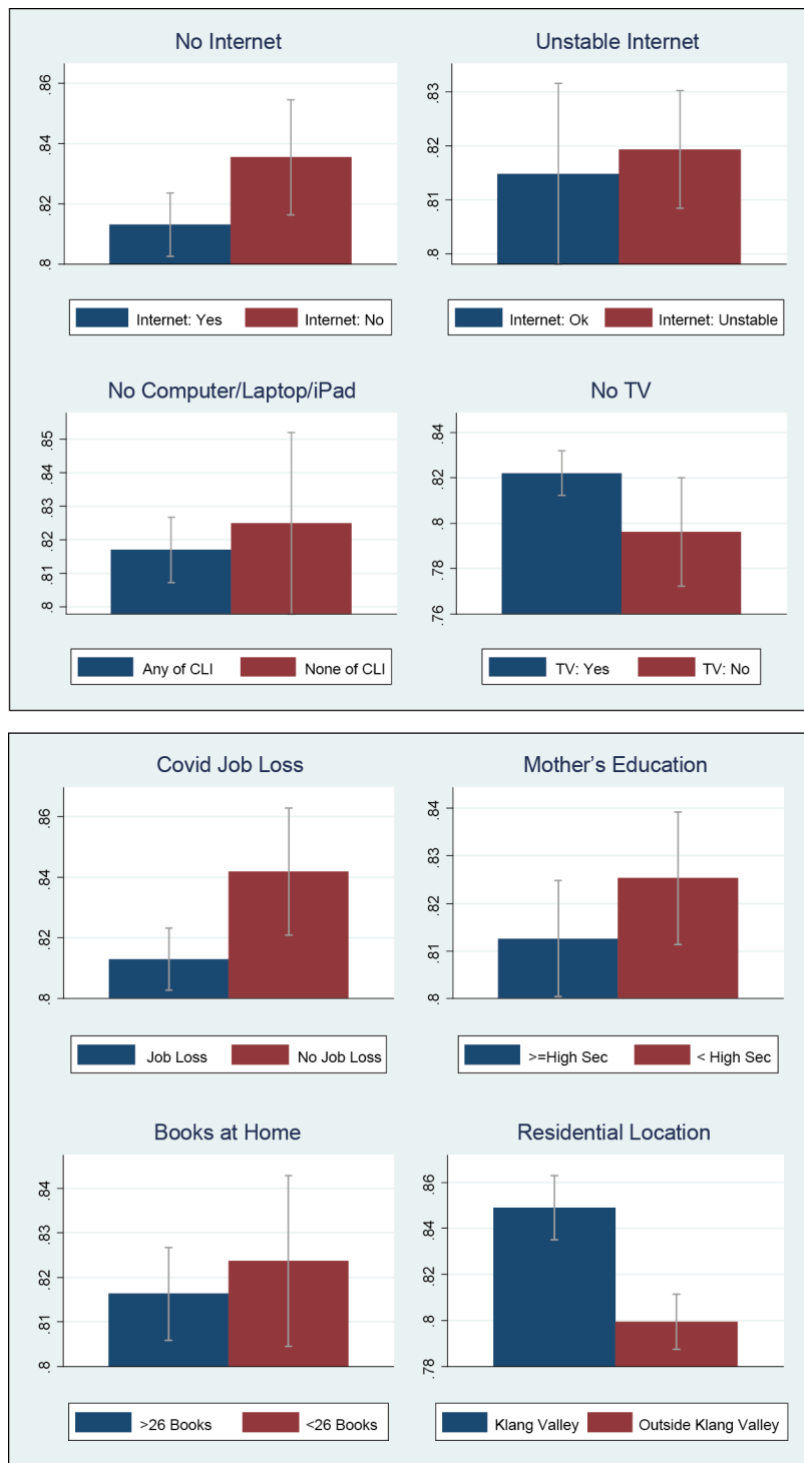 No Internet
.86
.84
.82
.8
Internet: Yes
Internet: No
Unstable Internet
.83
.82
.81
.8
Internet: Ok
Internet: Unstable
No Computer/Laptop/iPad
.85
.84
.83
.82
.81
.8
Any of CLI
None of CLI
No TV
.84
.82
.8
.78
.76
TV: Yes
TV: No
Covid Job Loss
.86
.84
.82
.8
Job Loss
No Job Loss
Mother's Education
.84
.83
.82
.81
.8
>=High Sec
< High Sec
Books at Home
.84
.83
.82
.81
.8
>26 Books
<26 Books
Residential Location
.86
.84
.82
.8
.78
Klang Valley
Outside Klang Valley